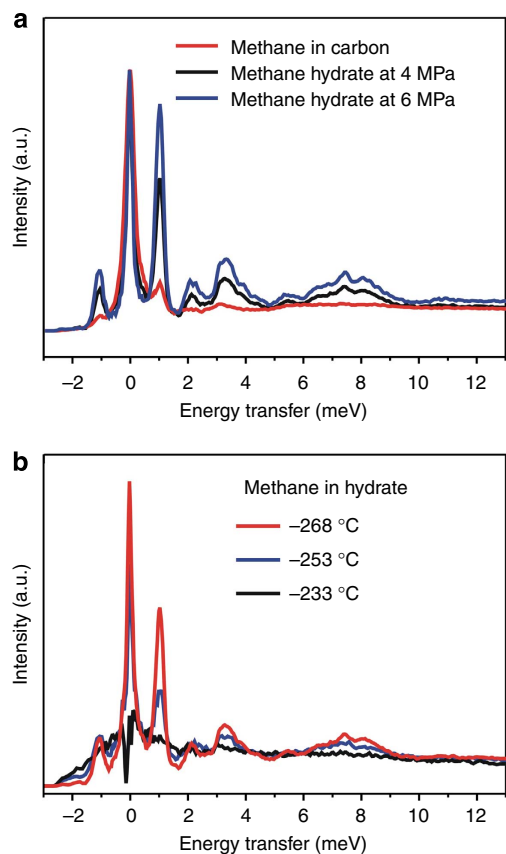 a
Methane in carbon
Methane hydrate at 4 MPa
Methane hydrate at 6 MPa
Intensity (a.u.)
−2 0 2 4 6 8 10 12
Energy transfer (meV)
b
Methane in hydrate
−268 °C
−253 °C
−233 °C
Intensity (a.u.)
−2 0 2 4 6 8 10 12
Energy transfer (meV)